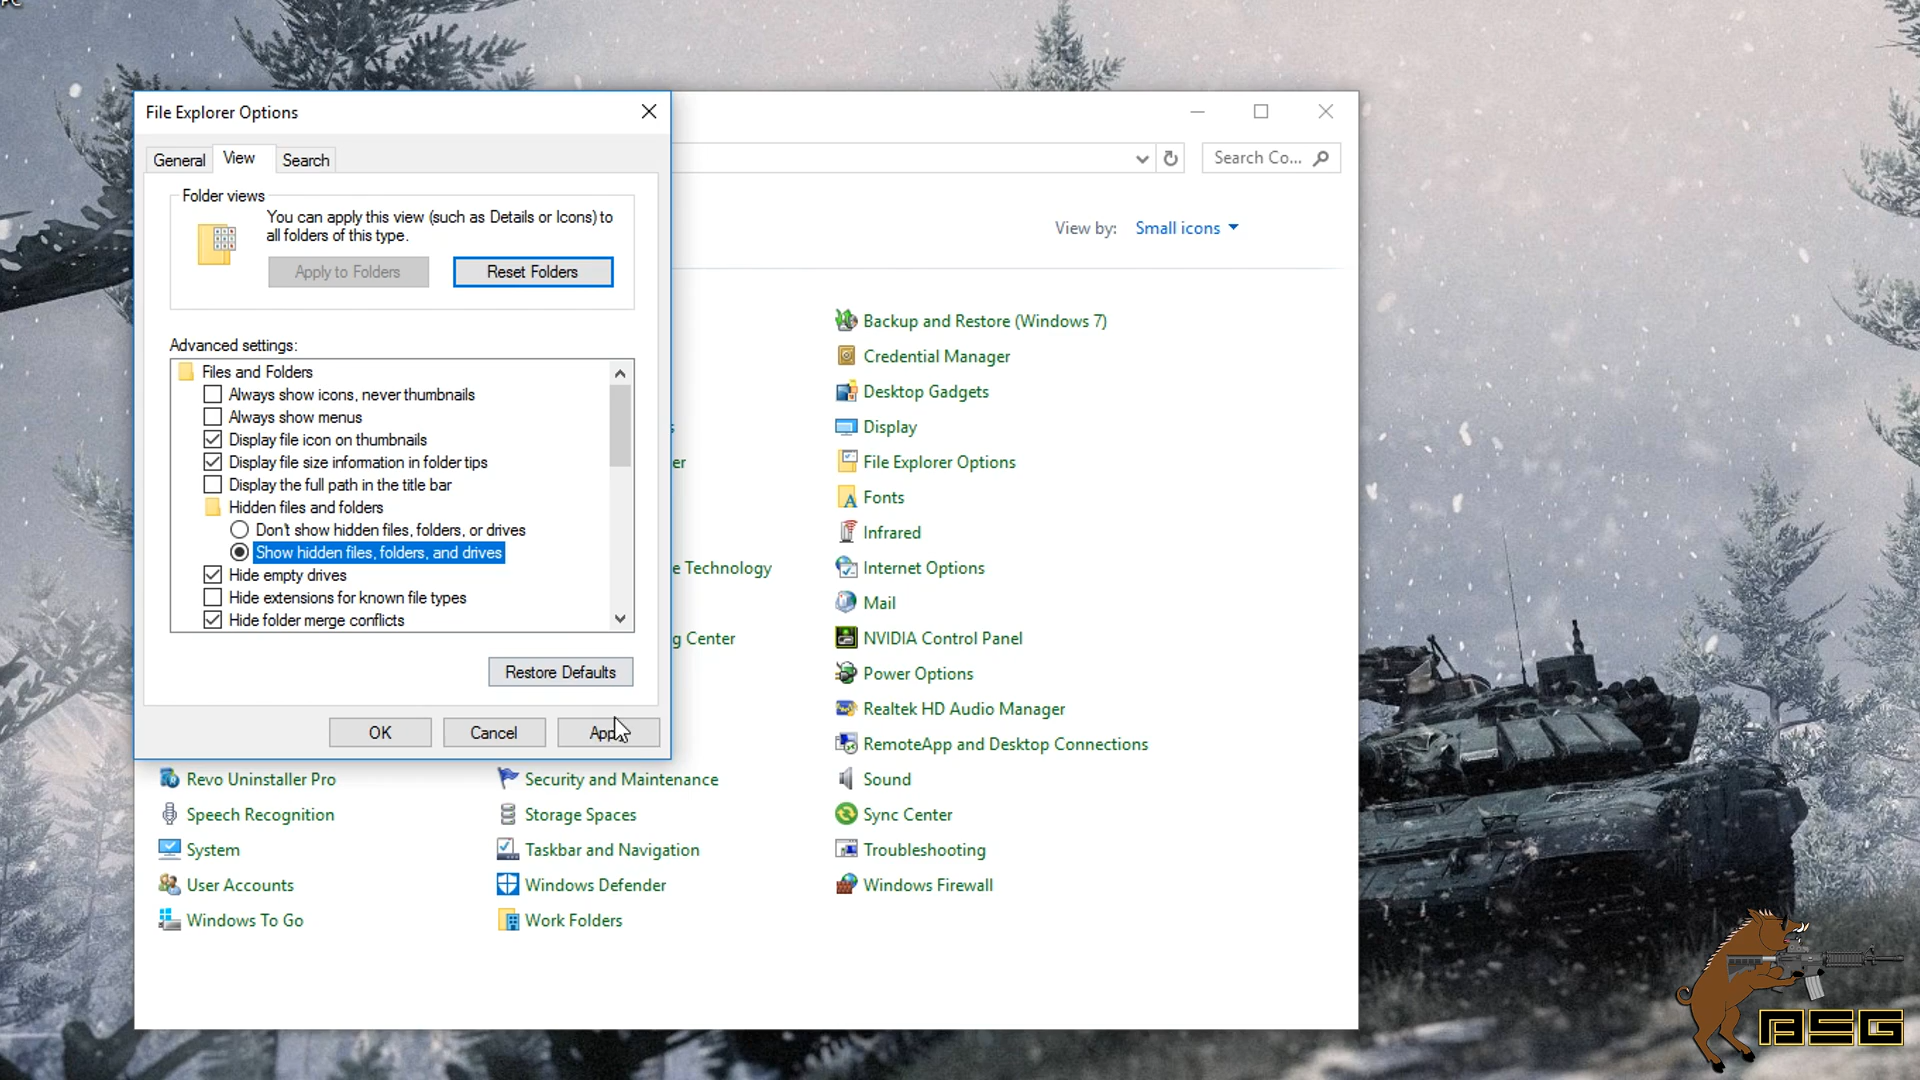 PC
File Explorer Options
General
View
Search
Folder views
You can apply this view (such as Details or Icons) to
all folders of this type.
Apply to Folders
Reset Folders
Advanced settings:
Files and Folders
Always show icons, never thumbnails
Always show menus
Display file icon on thumbnails
Display file size information in folder tips
Display the full path in the title bar
Hidden files and folders
Don't show hidden files, folders, or drives
Show hidden files, folders, and drives
Hide empty drives
Hide extensions for known file types
Hide folder merge conflicts
Restore Defaults
OK
Cancel
Search Co...
View by: Small icons
er
e Technology
g Center
Revo Uninstaller Pro
Speech Recognition
System
User Accounts
Windows To Go
Security and Maintenance
Storage Spaces
Taskbar and Navigation
Windows Defender
Work Folders
Backup and Restore (Windows 7)
Credential Manager
Desktop Gadgets
Display
File Explorer Options
Fonts
Infrared
Internet Options
Mail
NVIDIA Control Panel
Power Options
Realtek HD Audio Manager
RemoteApp and Desktop Connections
Sound
Sync Center
Troubleshooting
Windows Firewall